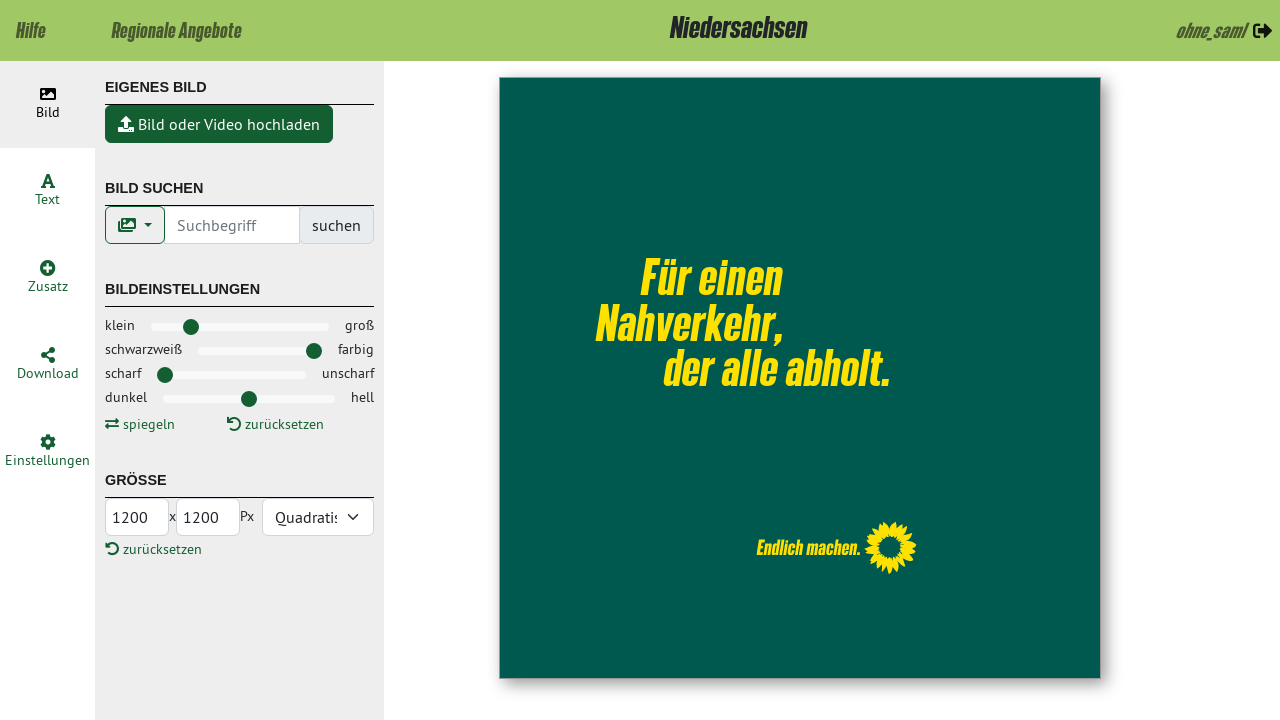 Hilfe
Regionale Angebote
Niedersachsen
ohne_saml
Bild
Text
Zusatz
Download
Einstellungen
EIGENES BILD
Bild oder Video hochladen
BILD SUCHEN
Suchbegriff
suchen
BILDEINSTELLUNGEN
klein groß
schwarzweiß farbig
scharf unscharf
dunkel hell
spiegeln zurücksetzen
GRÖSSE
1200 x 1200 Px Quadratis
zurücksetzen
Für einen
Nahverkehr,
der alle abholt.
Endlich machen.